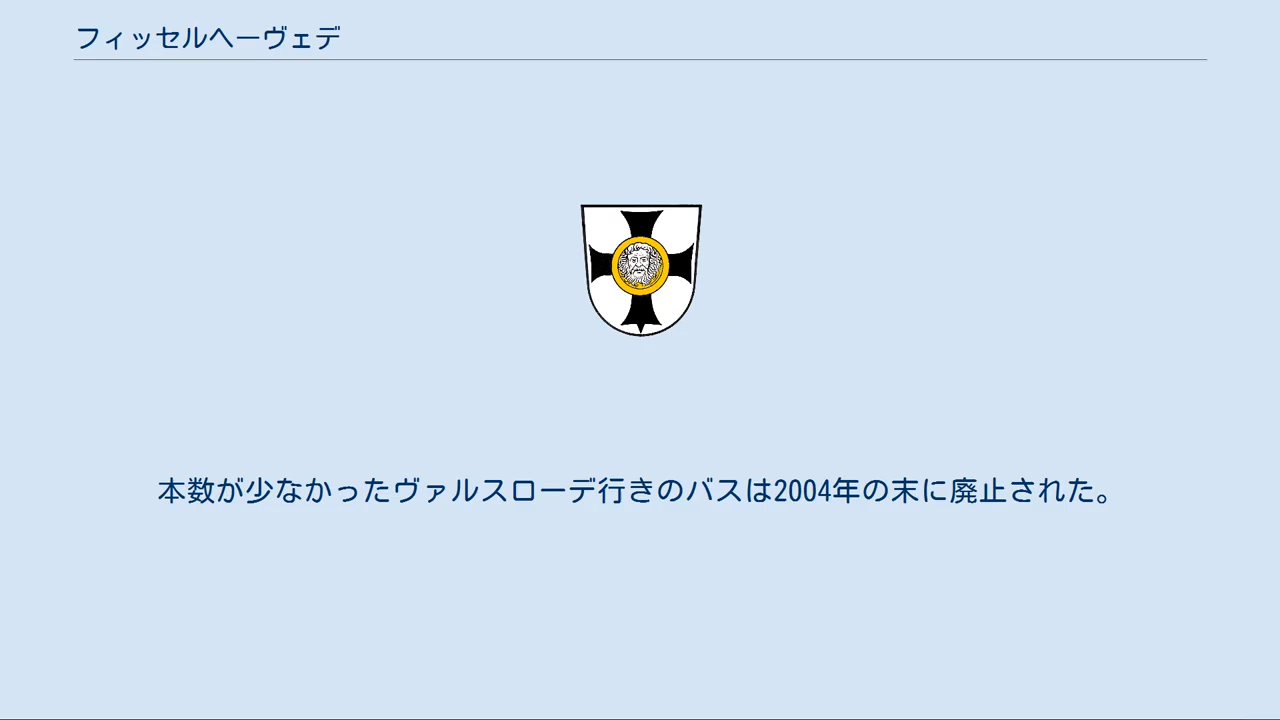 フィッセルヘーヴェデ
本数が少なかったヴァルスローデ行きのバスは2004年の末に廃止された。